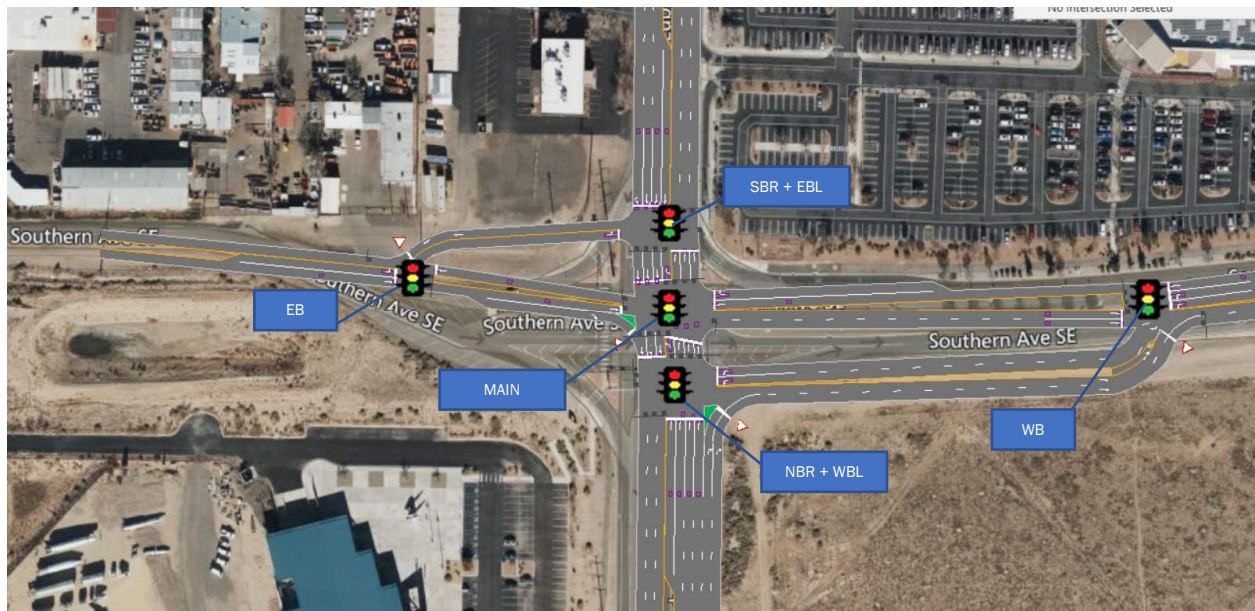 No Intersection Selected
SBR + EBL
Southern Ave SE
EB
Southern Ave SE
Southern Ave S
Southern Ave SE
MAIN
WB
NBR + WBL